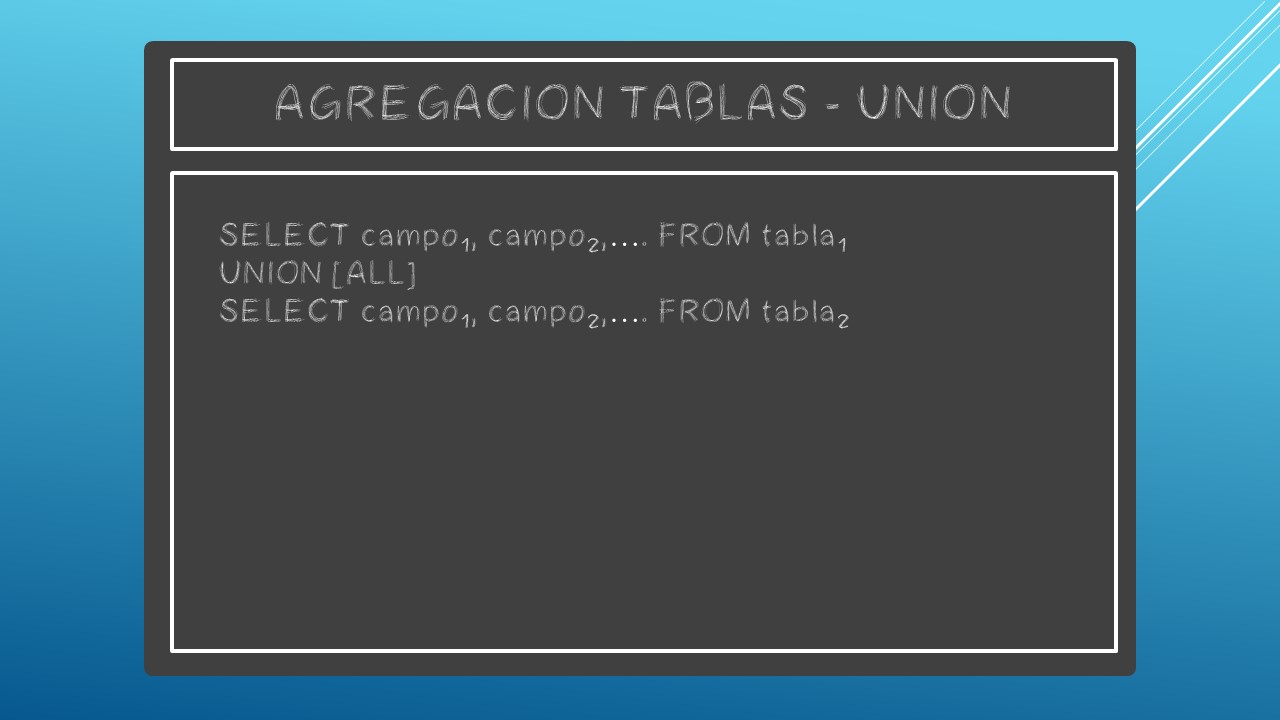 AGREGACION TABLAS - UNION
SELECT campo₁, campo₂,…. FROM tabla₁
UNION [ALL]
SELECT campo₁, campo₂,…. FROM tabla₂